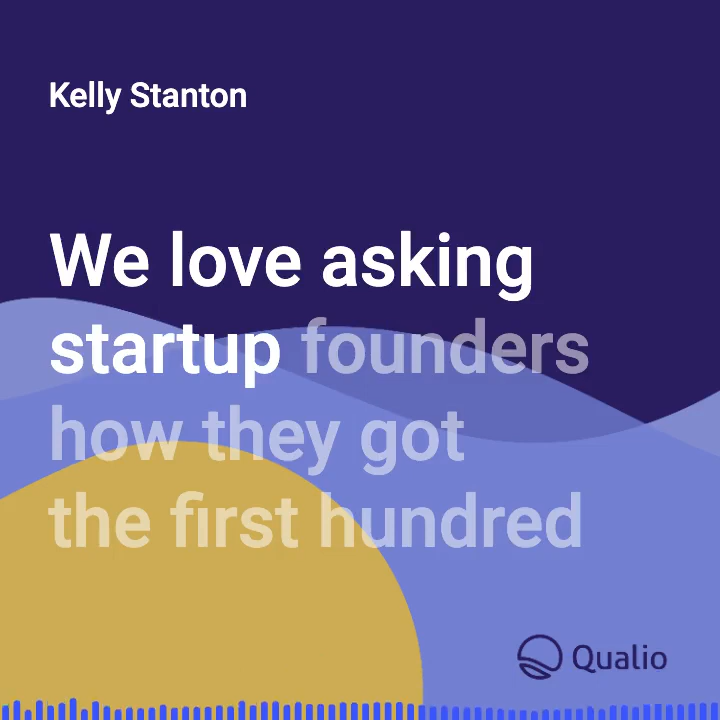 Kelly Stanton
We love asking
startup founders
how they got
the first hundred
Qualio